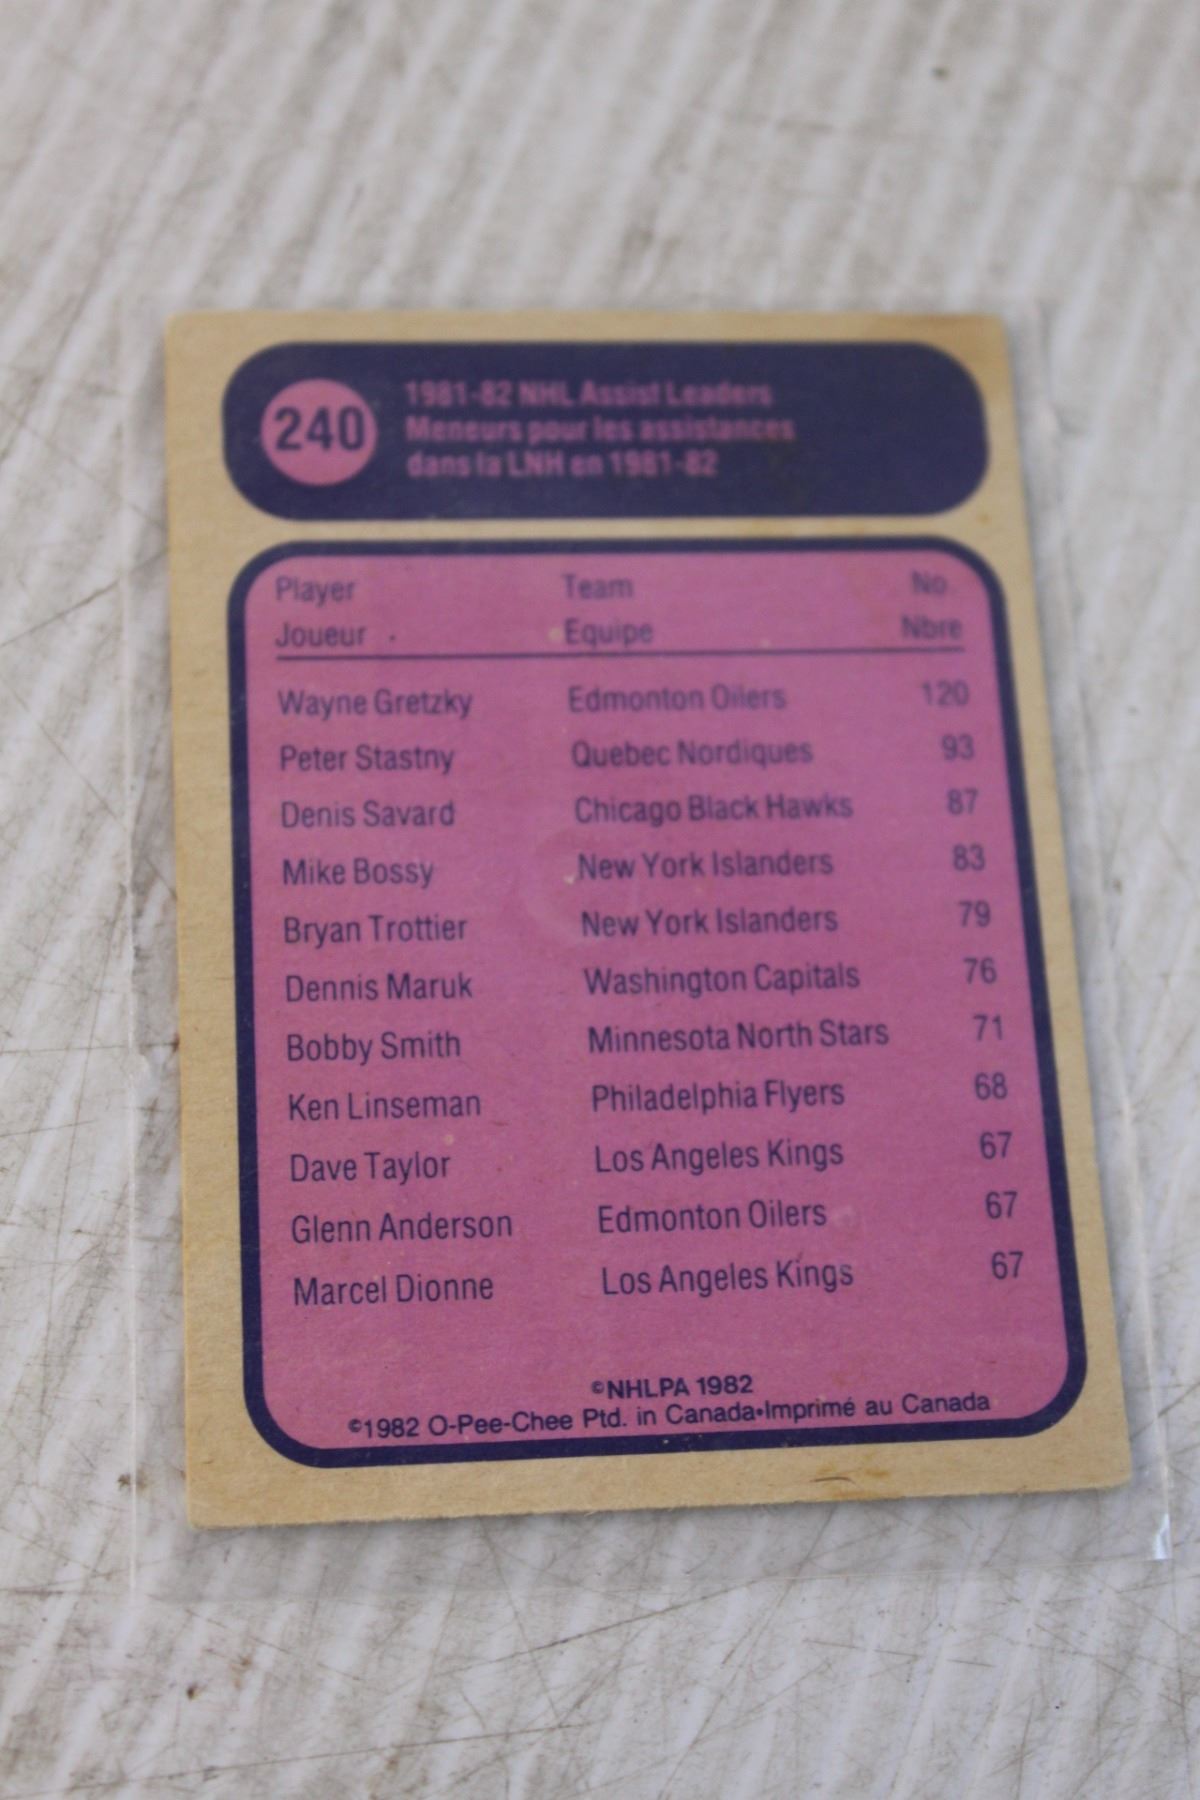 240
1981-82 NHL Assist Leaders
Meneurs pour les assistances
dans la LNH en 1981-82
Player Team No.
Joueur Equipe Nbre
Wayne Gretzky Edmonton Oilers 120
Peter Stastny Quebec Nordiques 93
Denis Savard Chicago Black Hawks 87
Mike Bossy New York Islanders 83
Bryan Trottier New York Islanders 79
Dennis Maruk Washington Capitals 76
Bobby Smith Minnesota North Stars 71
Ken Linseman Philadelphia Flyers 68
Dave Taylor Los Angeles Kings 67
Glenn Anderson Edmonton Oilers 67
Marcel Dionne Los Angeles Kings 67
©NHLPA 1982
©1982 O-Pee-Chee Ptd. in Canada•Imprimé au Canada